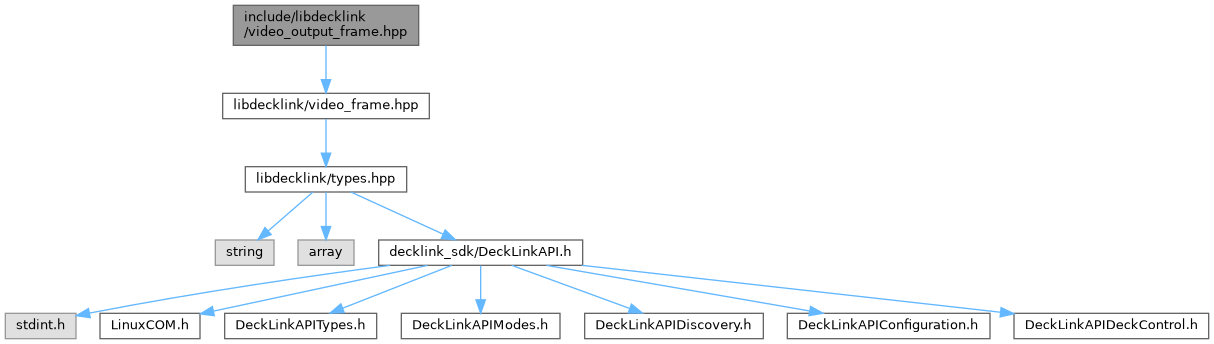 include/libdecklink
/video_output_frame.hpp
libdecklink/video_frame.hpp
libdecklink/types.hpp
string
array
decklink_sdk/DeckLinkAPI.h
stdint.h
LinuxCOM.h
DeckLinkAPITypes.h
DeckLinkAPIModes.h
DeckLinkAPIDiscovery.h
DeckLinkAPIConfiguration.h
DeckLinkAPIDeckControl.h